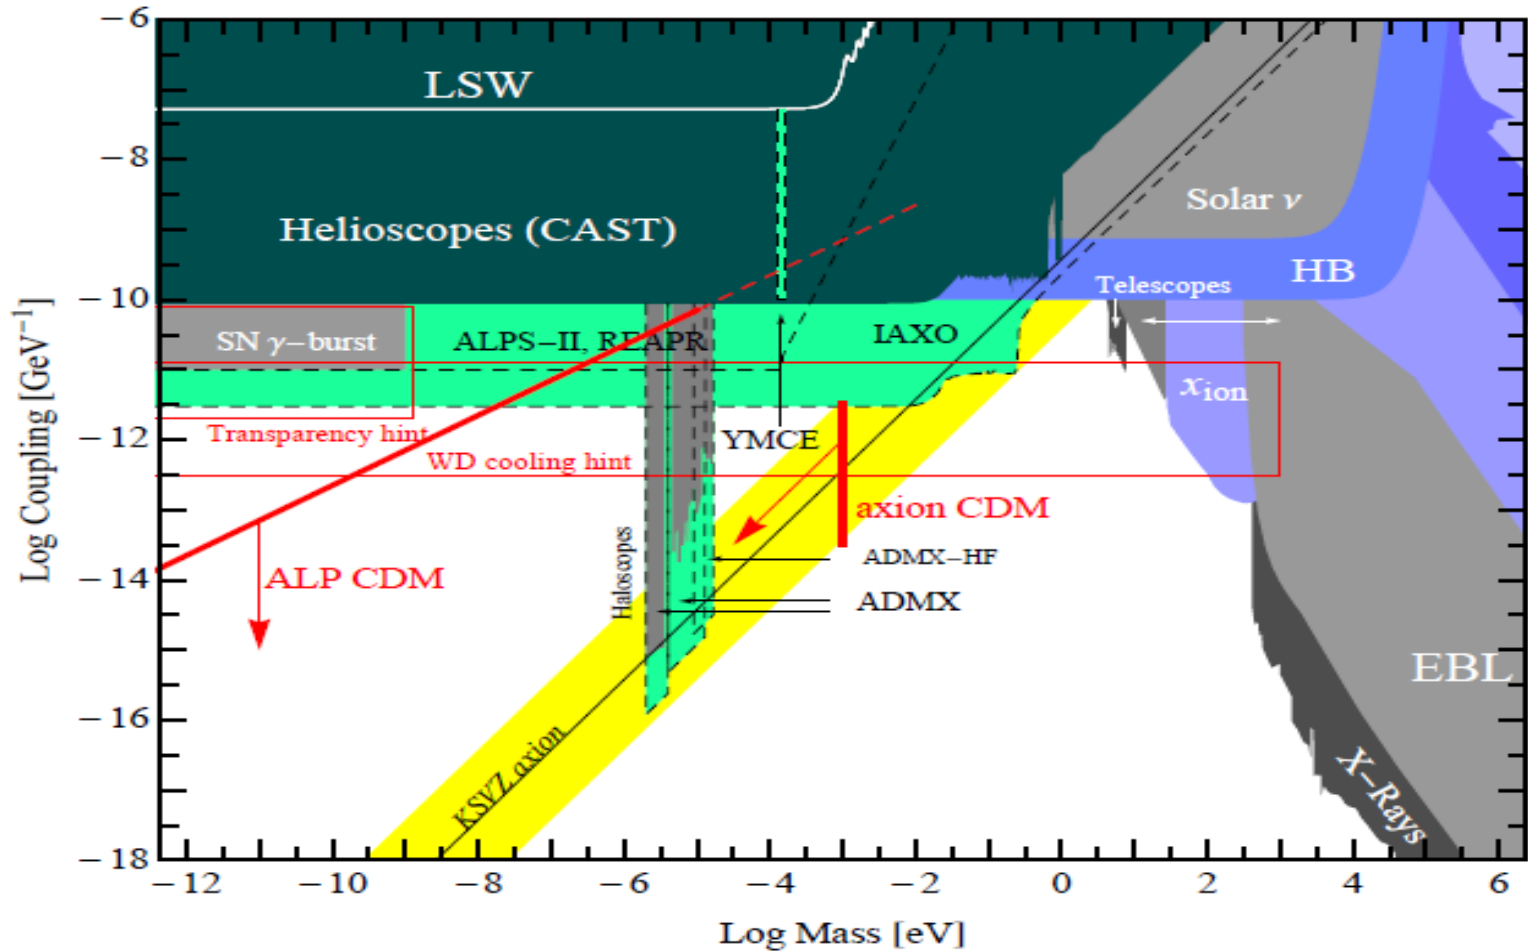 −6
−8
−10
−12
−14
−16
−18
Log Coupling [GeV⁻¹]
LSW
Helioscopes (CAST)
Solar ν
HB
Telescopes
SN γ−burst
ALPS−II, REAPR
IAXO
x_ion
Transparency hint
YMCE
WD cooling hint
axion CDM
Haloscopes
ADMX−HF
ALP CDM
ADMX
EBL
KSVZ axion
X−Rays
−12 −10 −8 −6 −4 −2 0 2 4 6
Log Mass [eV]